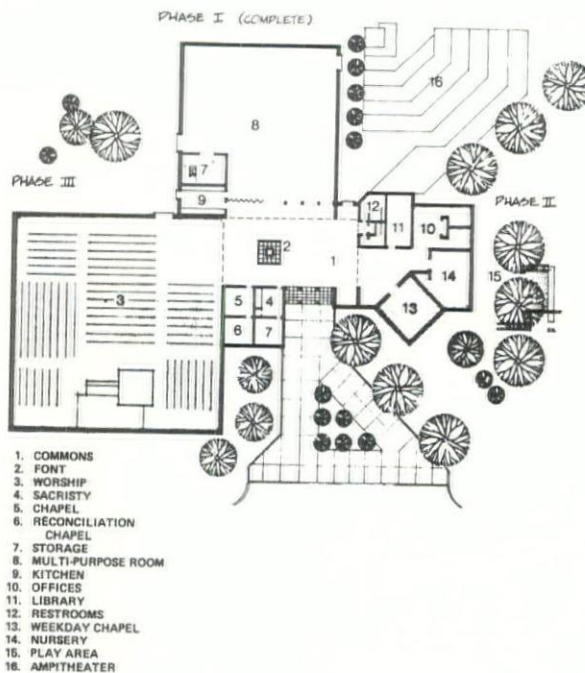 PHASE I (COMPLETE)
16
8
7
PHASE III
PHASE II
9
12
11
10
2
1
15
14
3
5
4
13
6
7
1. COMMONS
2. FONT
3. WORSHIP
4. SACRISTY
5. CHAPEL
6. RECONCILIATION
CHAPEL
7. STORAGE
8. MULTI-PURPOSE ROOM
9. KITCHEN
10. OFFICES
11. LIBRARY
12. RESTROOMS
13. WEEKDAY CHAPEL
14. NURSERY
15. PLAY AREA
16. AMPITHEATER